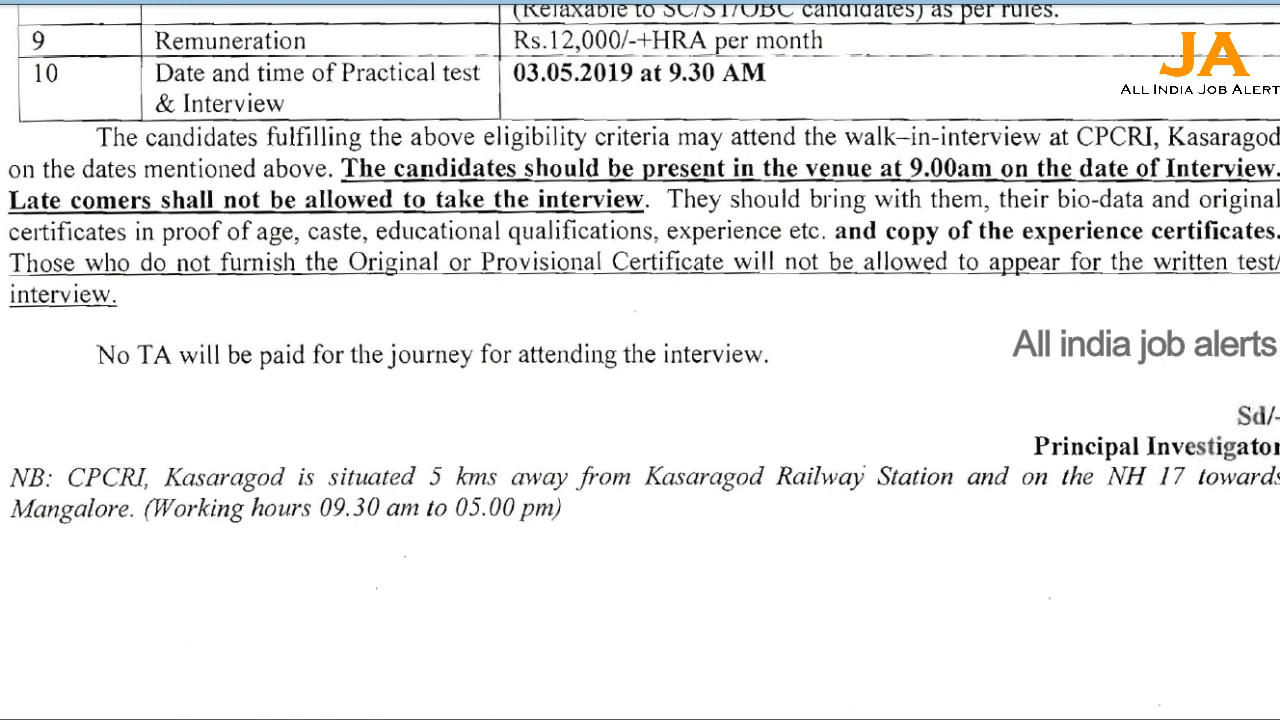 (Relaxable to SC/ST/OBC candidates) as per rules.
9 Remuneration Rs.12,000/-+HRA per month
10 Date and time of Practical test 03.05.2019 at 9.30 AM
& Interview
JA
ALL INDIA JOB ALERT
The candidates fulfilling the above eligibility criteria may attend the walk–in-interview at CPCRI, Kasaragod
on the dates mentioned above. The candidates should be present in the venue at 9.00am on the date of Interview.
Late comers shall not be allowed to take the interview. They should bring with them, their bio-data and original
certificates in proof of age, caste, educational qualifications, experience etc. and copy of the experience certificates.
Those who do not furnish the Original or Provisional Certificate will not be allowed to appear for the written test/
interview.
No TA will be paid for the journey for attending the interview.
All india job alerts
Sd/-
Principal Investigator
NB: CPCRI, Kasaragod is situated 5 kms away from Kasaragod Railway Station and on the NH 17 towards
Mangalore. (Working hours 09.30 am to 05.00 pm)